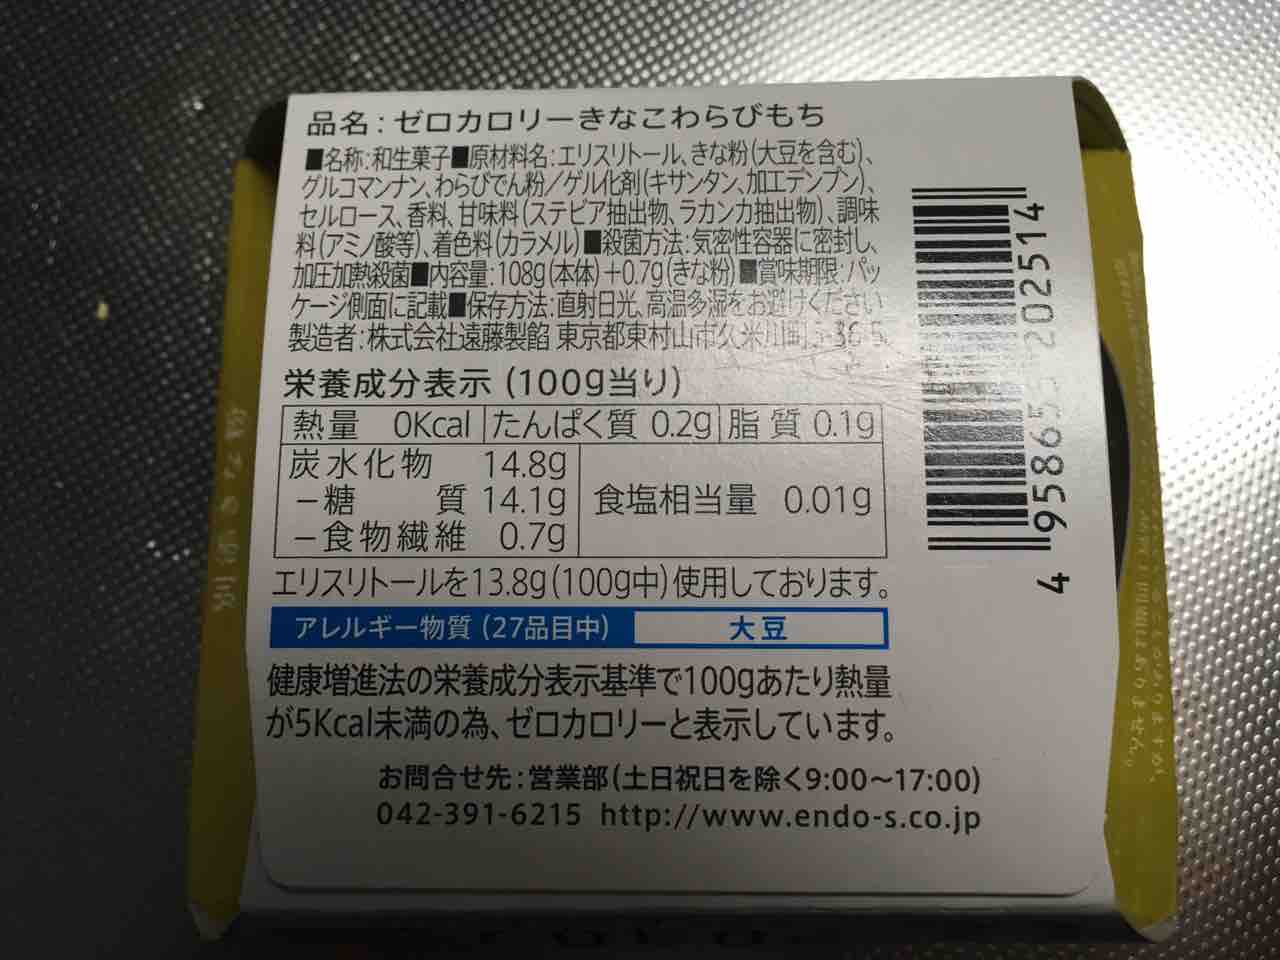 品名：ゼロカロリーきなこわらびもち
■名称:和生菓子■原材料名:エリスリトール、きな粉(大豆を含む)、
グルコマンナン、わらびでん粉／ゲル化剤(キサンタン、加工デンプン)、
セルロース、香料、甘味料(ステビア抽出物、ラカンカ抽出物)、調味
料(アミノ酸等)、着色料(カラメル)■殺菌方法:気密性容器に密封し、
加圧加熱殺菌■内容量:108g(本体)+0.7g(きな粉)■賞味期限:パッ
ケージ側面に記載■保存方法:直射日光、高温多湿をお避けください
製造者:株式会社遠藤製餡 東京都東村山市久米川町
栄養成分表示 (100g当り)
熱量 0Kcal たんぱく質 0.2g 脂質 0.1g
炭水化物 14.8g
－糖質 14.1g 食塩相当量 0.01g
－食物繊維 0.7g
エリスリトールを13.8g(100g中)使用しております。
アレルギー物質 (27品目中) 大豆
健康増進法の栄養成分表示基準で100gあたり熱量
が5Kcal未満の為、ゼロカロリーと表示しています。
お問合せ先:営業部(土日祝日を除く9:00～17:00)
042-391-6215 http://www.endo-s.co.jp